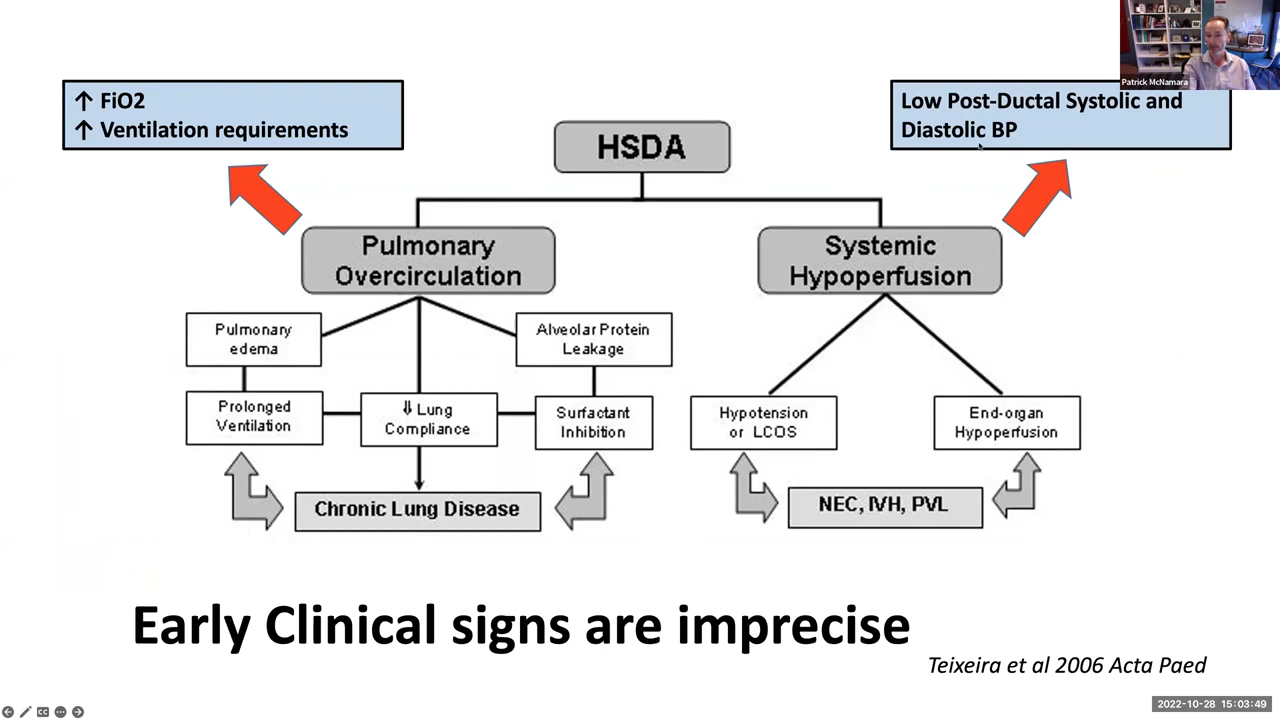 Patrick McNamara
↑ FiO2
↑ Ventilation requirements
Low Post-Ductal Systolic and
Diastolic BP
HSDA
Pulmonary
Overcirculation
Systemic
Hypoperfusion
Pulmonary
edema
Alveolar Protein
Leakage
Prolonged
Ventilation
⇓ Lung
Compliance
Surfactant
Inhibition
Hypotension
or LCOS
End-organ
Hypoperfusion
Chronic Lung Disease
NEC, IVH, PVL
Early Clinical signs are imprecise
Teixeira et al 2006 Acta Paed
CC
2022-10-28 15:03:49